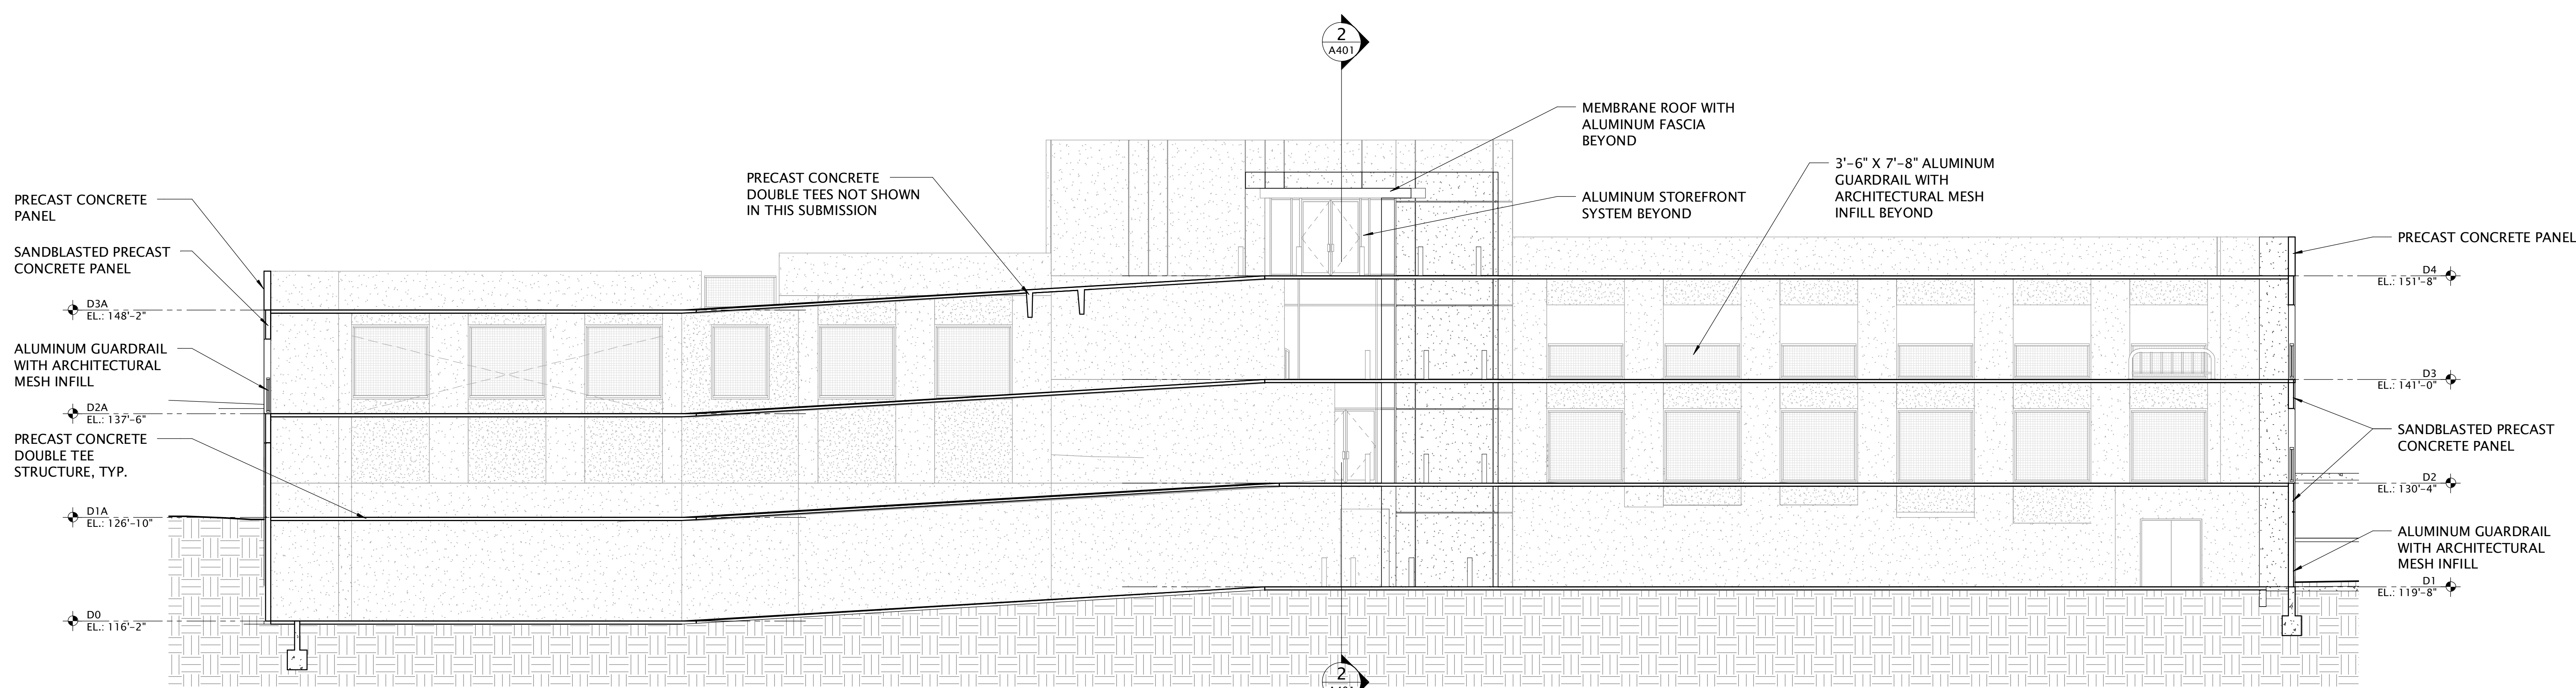 2
A401
MEMBRANE ROOF WITH
ALUMINUM FASCIA
BEYOND
3'-6" X 7'-8" ALUMINUM
GUARDRAIL WITH
ARCHITECTURAL MESH
INFILL BEYOND
PRECAST CONCRETE
DOUBLE TEES NOT SHOWN
IN THIS SUBMISSION
ALUMINUM STOREFRONT
SYSTEM BEYOND
PRECAST CONCRETE
PANEL
SANDBLASTED PRECAST
CONCRETE PANEL
D3A
EL.: 148'-2"
ALUMINUM GUARDRAIL
WITH ARCHITECTURAL
MESH INFILL
D2A
EL.: 137'-6"
PRECAST CONCRETE
DOUBLE TEE
STRUCTURE, TYP.
D1A
EL.: 126'-10"
D0
EL.: 116'-2"
PRECAST CONCRETE PANEL
D4
EL.: 151'-8"
D3
EL.: 141'-0"
SANDBLASTED PRECAST
CONCRETE PANEL
D2
EL.: 130'-4"
ALUMINUM GUARDRAIL
WITH ARCHITECTURAL
MESH INFILL
D1
EL.: 119'-8"
2